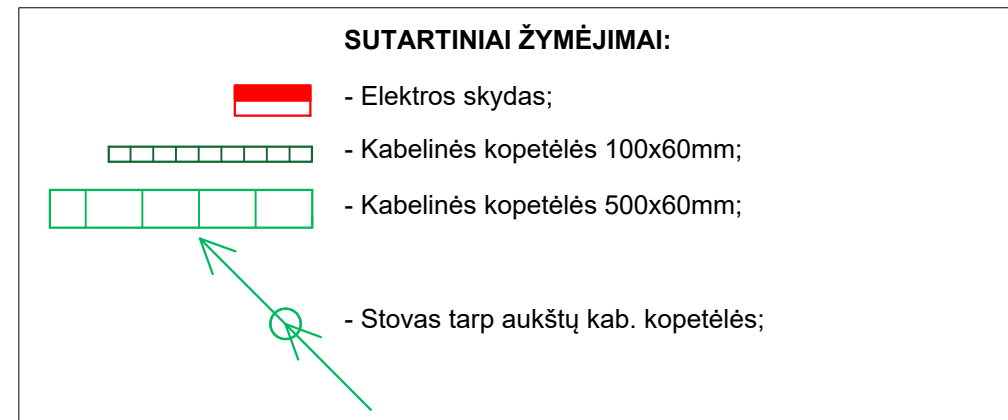 SUTARTINIAI ŽYMĖJIMAI:
- Elektros skydas;
- Kabelinės kopetėlės 100x60mm;
- Kabelinės kopetėlės 500x60mm;
- Stovas tarp aukštų kab. kopetėlės;